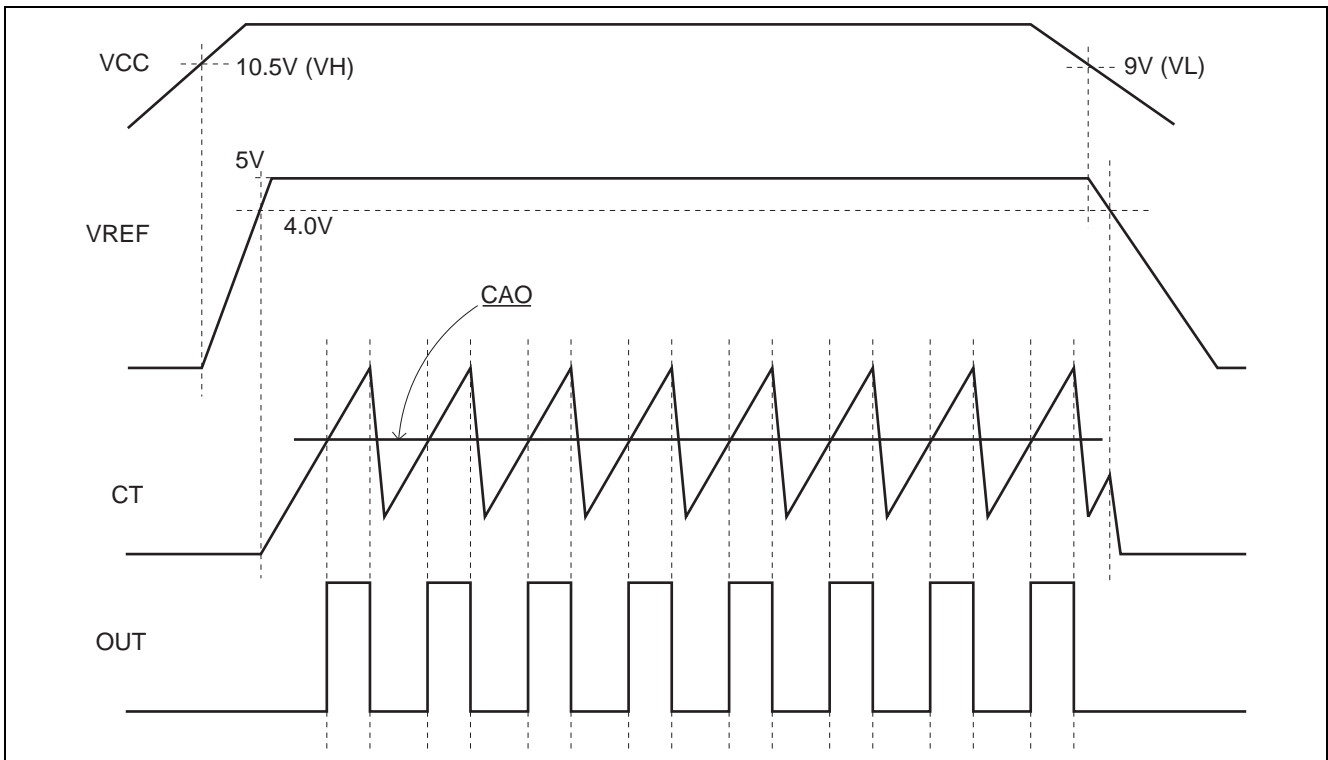 VCC
10.5V (VH)
9V (VL)
5V
VREF
4.0V
CAO
CT
OUT